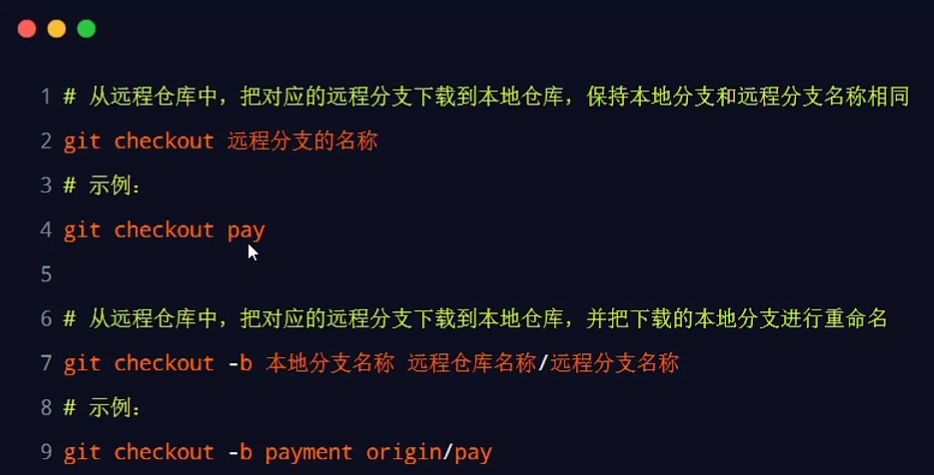 1 # 从远程仓库中，把对应的远程分支下载到本地仓库，保持本地分支和远程分支名称相同
2 git checkout 远程分支的名称
3 # 示例：
4 git checkout pay
5
6 # 从远程仓库中，把对应的远程分支下载到本地仓库，并把下载的本地分支进行重命名
7 git checkout -b 本地分支名称 远程仓库名称/远程分支名称
8 # 示例：
9 git checkout -b payment origin/pay